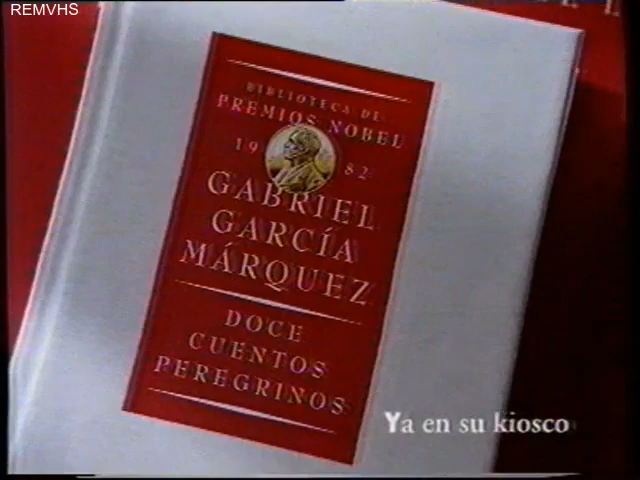 REMVHS
BIBLIOTECA DE
PREMIOS NOBEL
19 82
GABRIEL
GARCÍA
MÁRQUEZ
DOCE
CUENTOS
PEREGRINOS
Ya en su kiosco